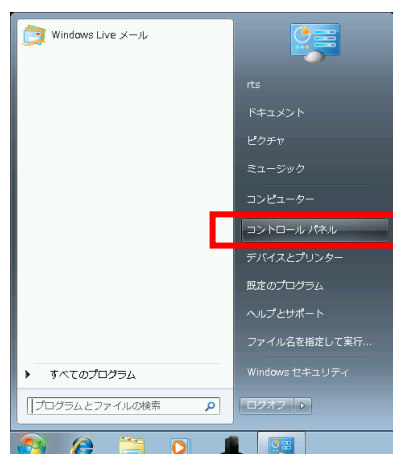 Windows Live メール
rts
ドキュメント
ピクチャ
ミュージック
コンピューター
コントロール パネル
デバイスとプリンター
既定のプログラム
ヘルプとサポート
ファイル名を指定して実行...
Windows セキュリティ
すべてのプログラム
プログラムとファイルの検索
ログオフ